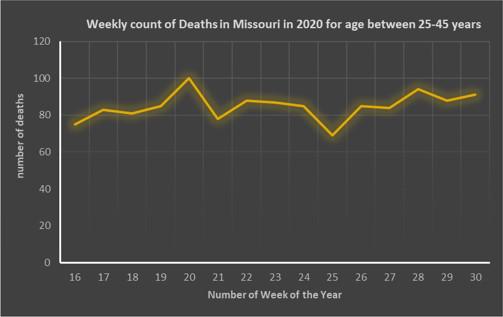 Weekly count of Deaths in Missouri in 2020 for age between 25-45 years
120
100
80
60
40
20
0
number of deaths
16 17 18 19 20 21 22 23 24 25 26 27 28 29 30
Number of Week of the Year